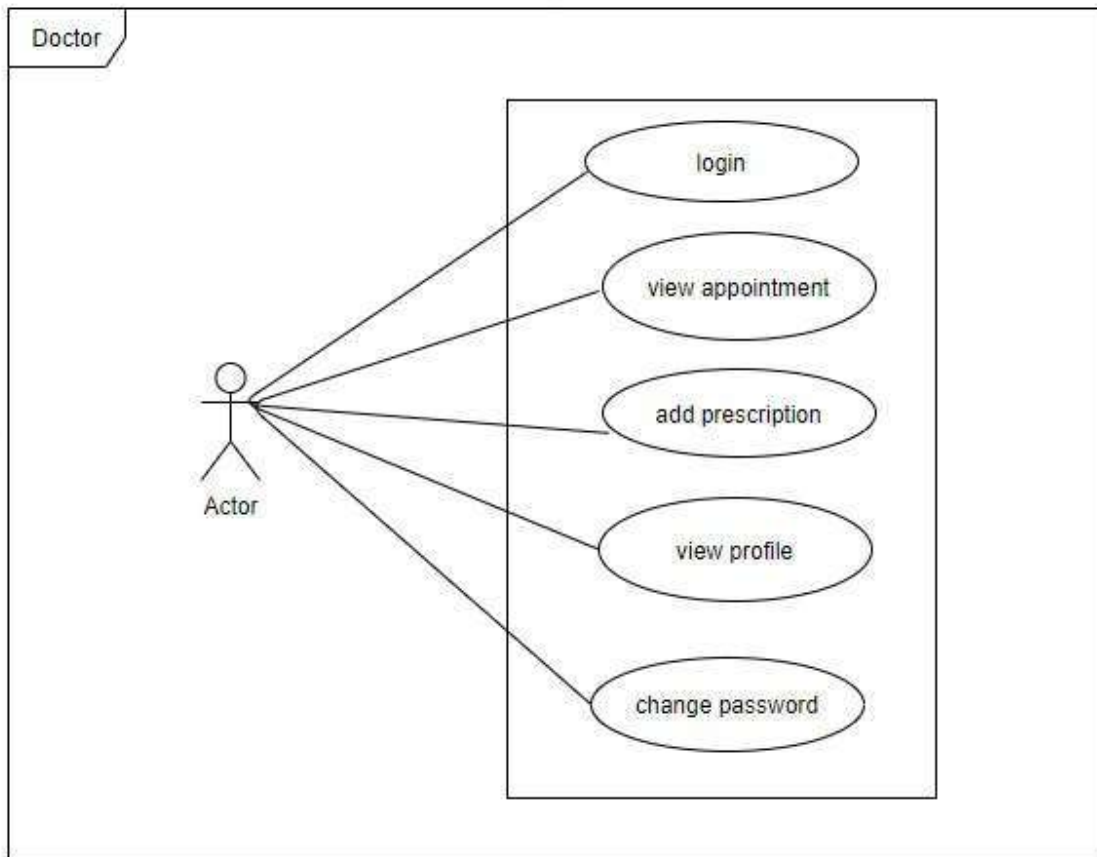 Doctor
login
view appointment
add prescription
Actor
view profile
change password